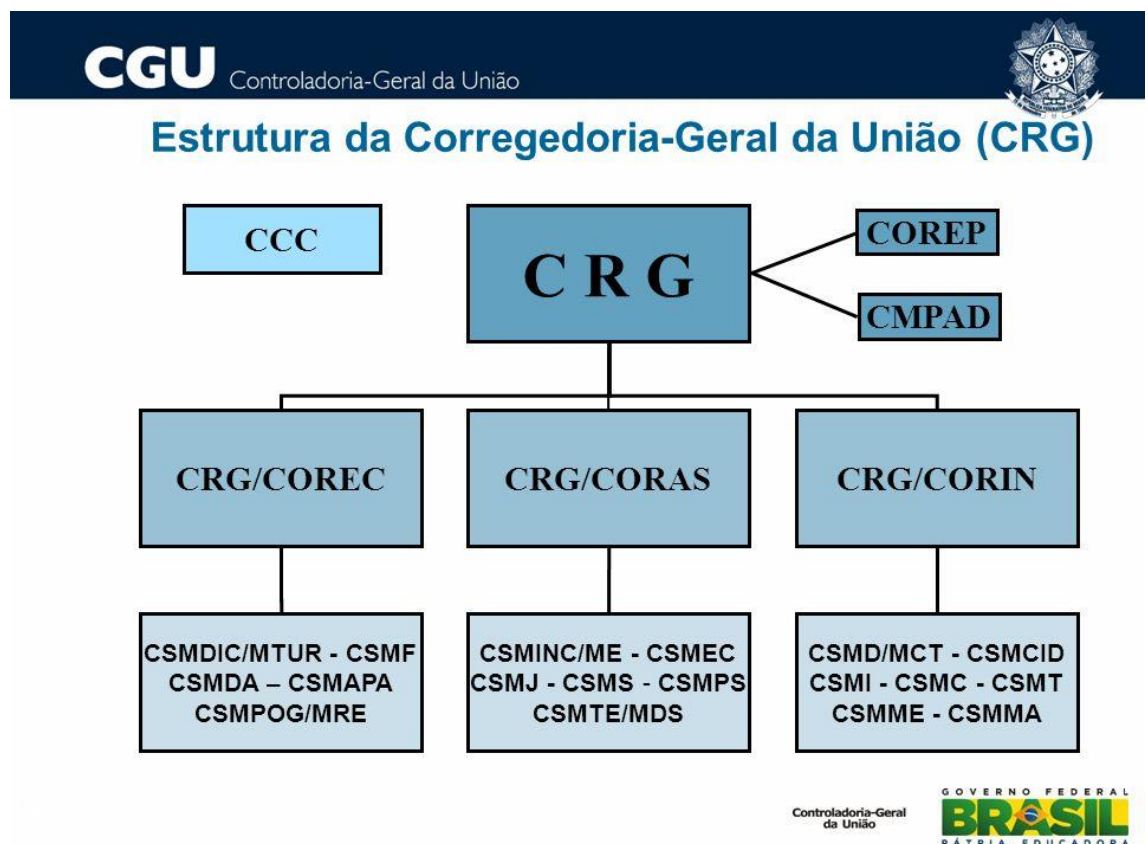 CGU Controladoria-Geral da União
Estrutura da Corregedoria-Geral da União (CRG)
CCC
C R G
COREP
CMPAD
CRG/COREC
CRG/CORAS
CRG/CORIN
CSMDIC/MTUR - CSMF
CSMDA – CSMAPA
CSMPOG/MRE
CSMINC/ME - CSMEC
CSMJ - CSMS - CSMPS
CSMTE/MDS
CSMD/MCT - CSMCID
CSMI - CSMC - CSMT
CSMME - CSMMA
Controladoria-Geral
da União
GOVERNO FEDERAL
BRASIL
PÁTRIA EDUCADORA